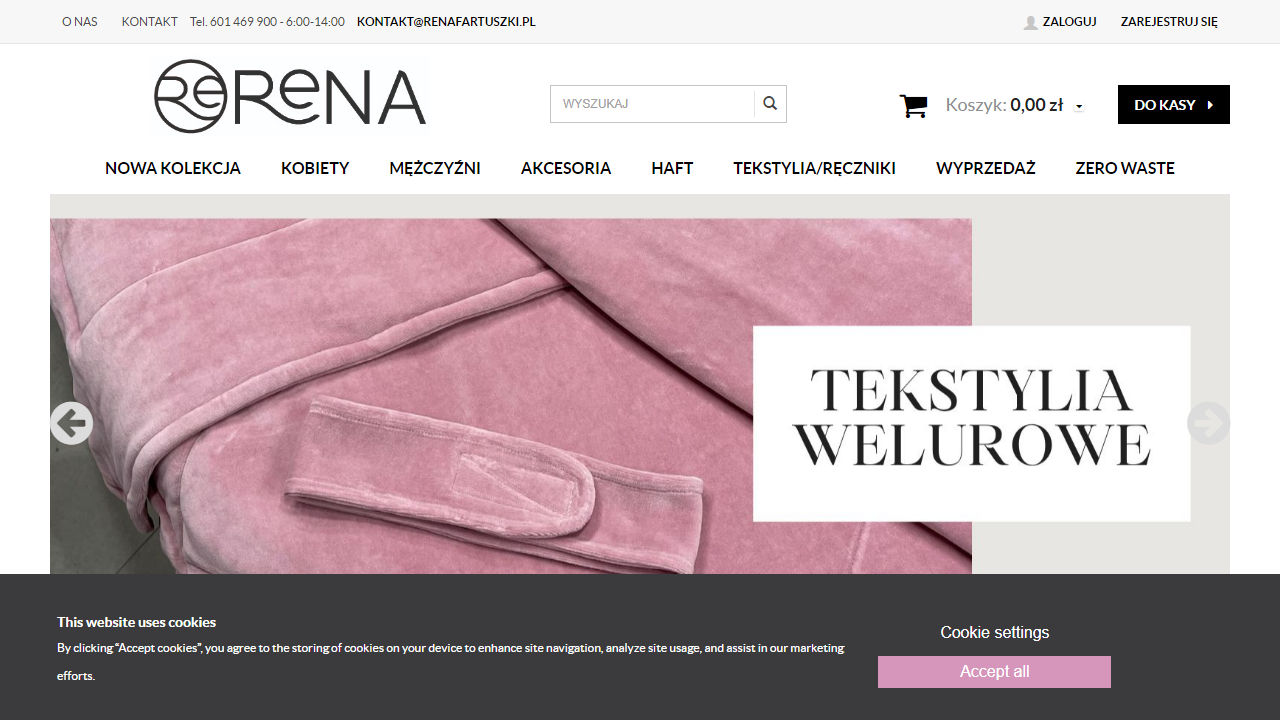 O NAS KONTAKT Tel. 601 469 900 - 6:00-14:00 KONTAKT@RENAFARTUSZKI.PL ZALOGUJ ZAREJESTRUJ SIĘ
RE RENA
WYSZUKAJ
Koszyk: 0,00 zł
DO KASY
NOWA KOLEKCJA KOBIETY MĘŻCZYŹNI AKCESORIA HAFT TEKSTYLIA/RĘCZNIKI WYPRZEDAŻ ZERO WASTE
TEKSTYLIA
WELUROWE
This website uses cookies
By clicking “Accept cookies”, you agree to the storing of cookies on your device to enhance site navigation, analyze site usage, and assist in our marketing
efforts.
Cookie settings
Accept all